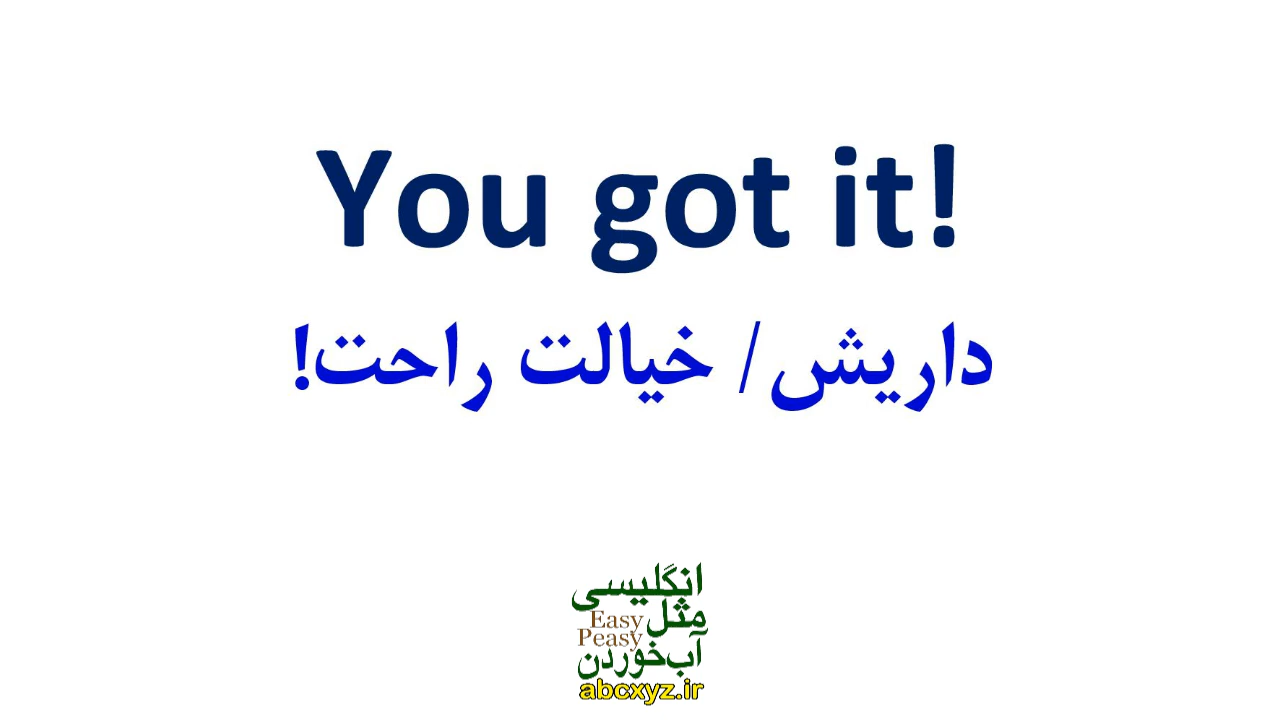 You got it!
داریش/ خیالت راحت!
انگلیسی
مثل
Easy
Peasy
آب‌خوردن
abcxyz.ir